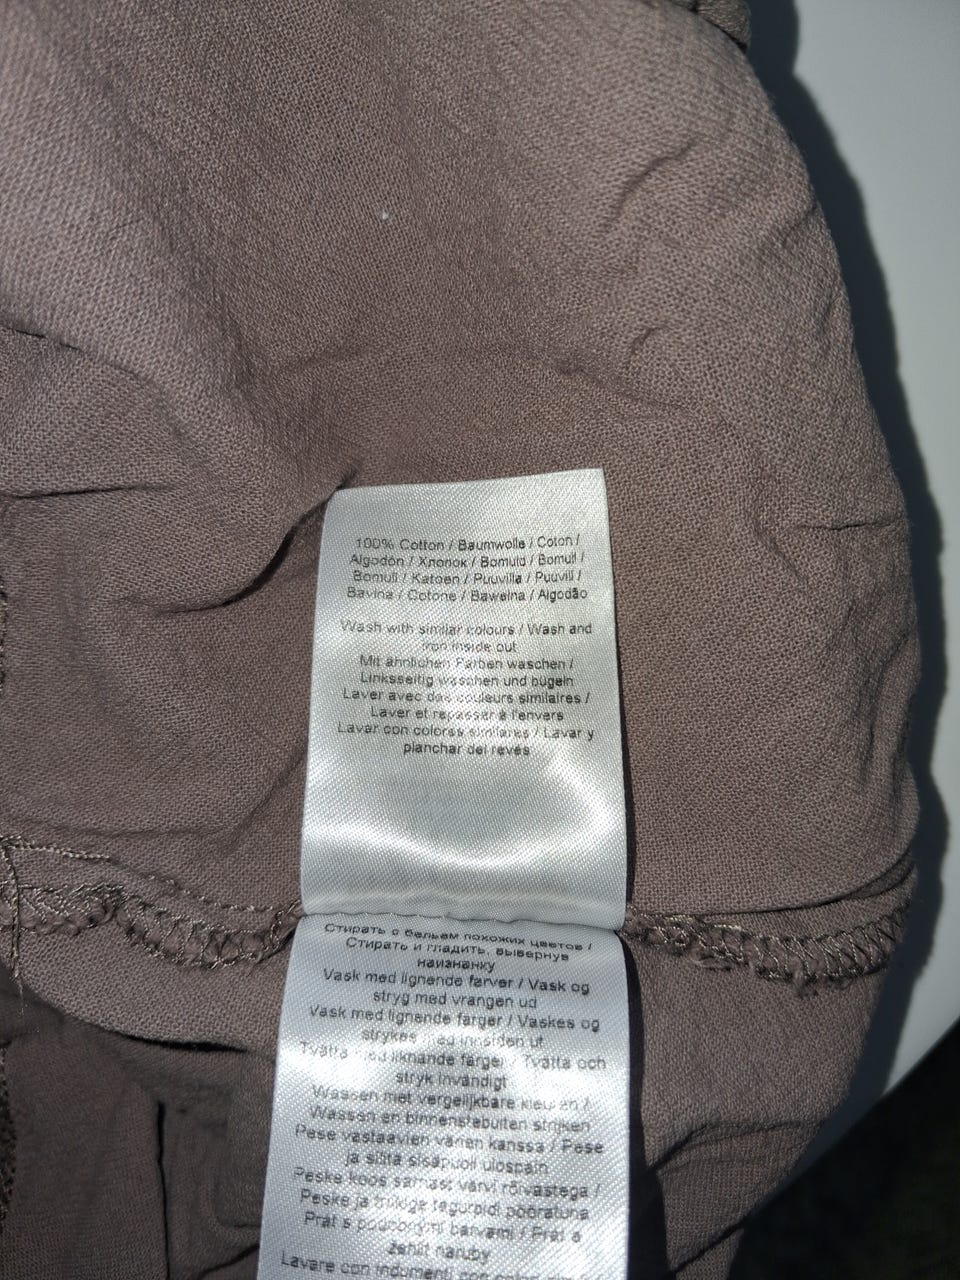 100% Cotton / Baumwolle / Coton /
Algodón / Хлопок / Bomuld / Bomull /
Bomull / Katoen / Puuvilla / Puuvill /
Bavlna / Cotone / Bawełna / Algodão
Wash with similar colours / Wash and
iron inside out
Mit ähnlichen Farben waschen /
Linksseitig waschen und bügeln
Laver avec des couleurs similaires /
Laver et repasser à l'envers
Lavar con colores similares / Lavar y
planchar del revés
Стирать с бельем похожих цветов /
Стирать и гладить, вывернув
наизнанку
Vask med lignende farver / Vask og
stryg med vrangen ud
Vask med lignende farger / Vaskes og
strykes med innsiden ut
Tvätta med liknande färger / Tvätta och
stryk invändigt
Wassen met vergelijkbare kleuren /
Wassen en binnenstebuiten strijken
Pese vastaavien värien kanssa / Pese
ja silitä sisäpuoli ulospäin
Peske koos samast värvi rõivastega /
Peske ja triikige tagurpidi pööratuna
Prát s podobnými barvami / Prát a
žehlit naruby
Lavare con indumenti con colori